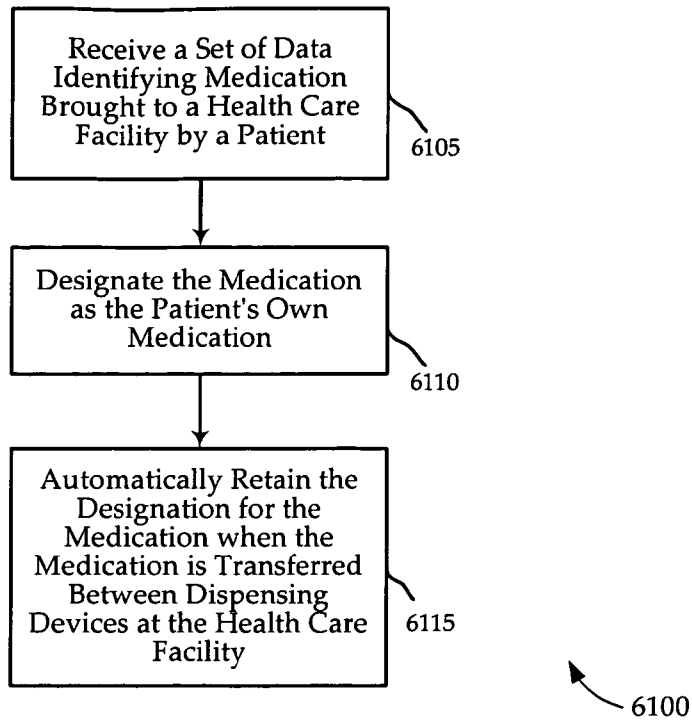 Receive a Set of Data
Identifying Medication
Brought to a Health Care
Facility by a Patient
6105
Designate the Medication
as the Patient's Own
Medication
6110
Automatically Retain the
Designation for the
Medication when the
Medication is Transferred
Between Dispensing
Devices at the Health Care
Facility
6115
6100